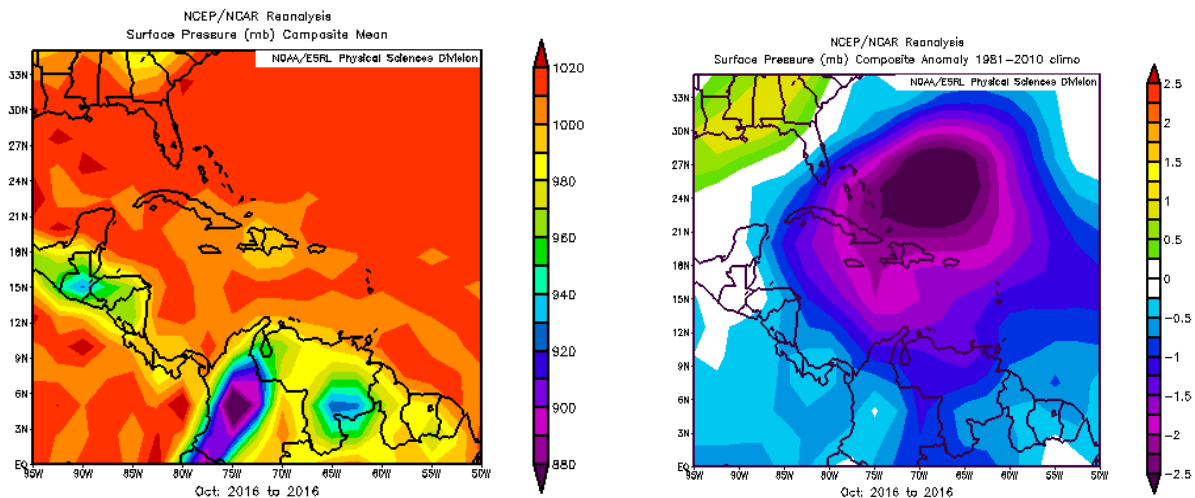 NCEP/NCAR Reanalysis
Surface Pressure (mb) Composite Mean
NOAA/ESRL Physical Sciences Division
33N
30N
27N
24N
21N
18N
15N
12N
9N
6N
3N
EQ
95W 90W 85W 80W 75W 70W 65W 60W 55W 50W
Oct: 2016 to 2016
1020
1000
980
960
940
920
900
880
NCEP/NCAR Reanalysis
Surface Pressure (mb) Composite Anomaly 1981-2010 climo
NOAA/ESRL Physical Sciences Division
33N
30N
27N
24N
21N
18N
15N
12N
9N
6N
3N
EQ
95W 90W 85W 80W 75W 70W 65W 60W 55W 50W
Oct: 2016 to 2016
2.5
2
1.5
1
0.5
0
-0.5
-1
-1.5
-2
-2.5